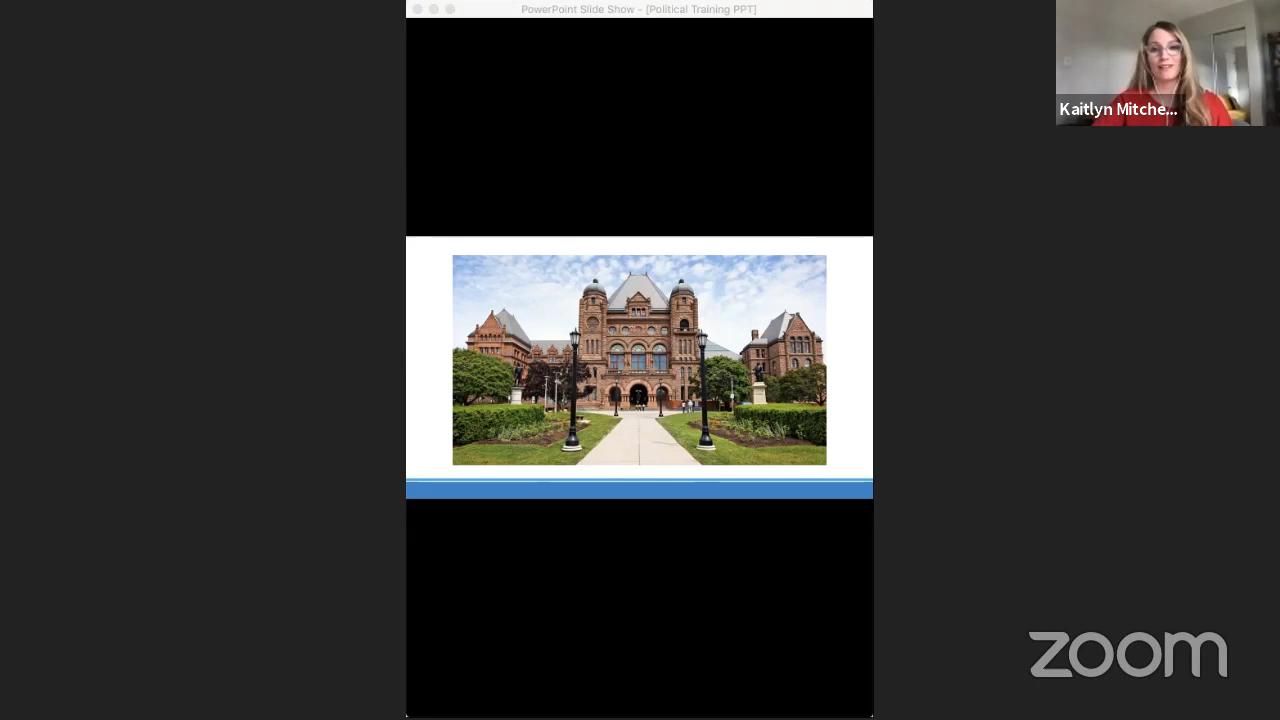 PowerPoint Slide Show - [Political Training PPT]
Kaitlyn Mitche...
zoom